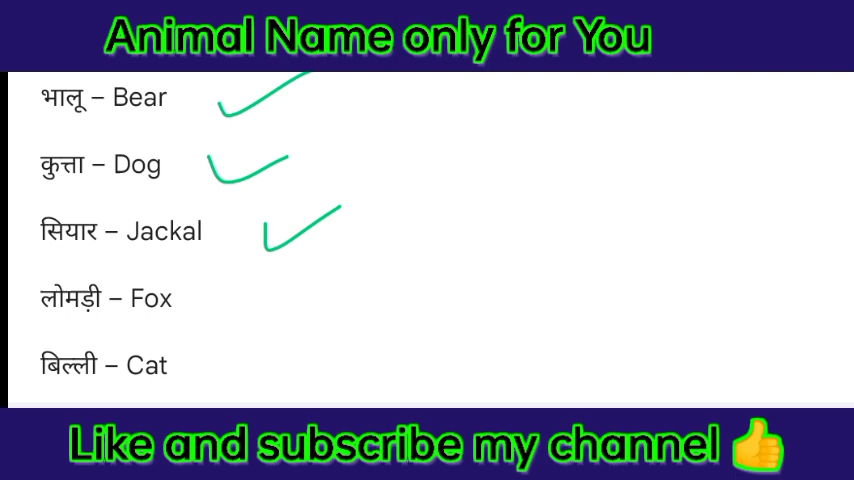 Animal Name only for You
भालू – Bear
कुत्ता – Dog
सियार – Jackal
लोमड़ी – Fox
बिल्ली – Cat
Like and subscribe my channel 👍